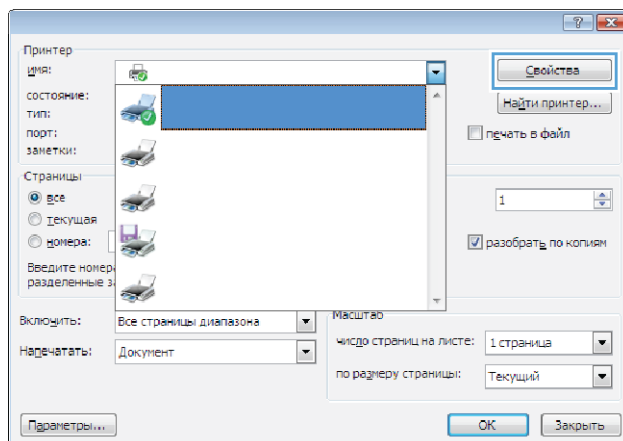 Принтер
имя:
Свойства
состояние:
Найти принтер...
тип:
порт:
печать в файл
заметки:
Страницы
все
1
текущая
номера:
разобрать по копиям
Введите номера
разделенные з
Включить:
Все страницы диапазона
Масштаб
число страниц на листе:
1 страница
Напечатать:
Документ
по размеру страницы:
Текущий
Параметры...
ОК
Закрыть